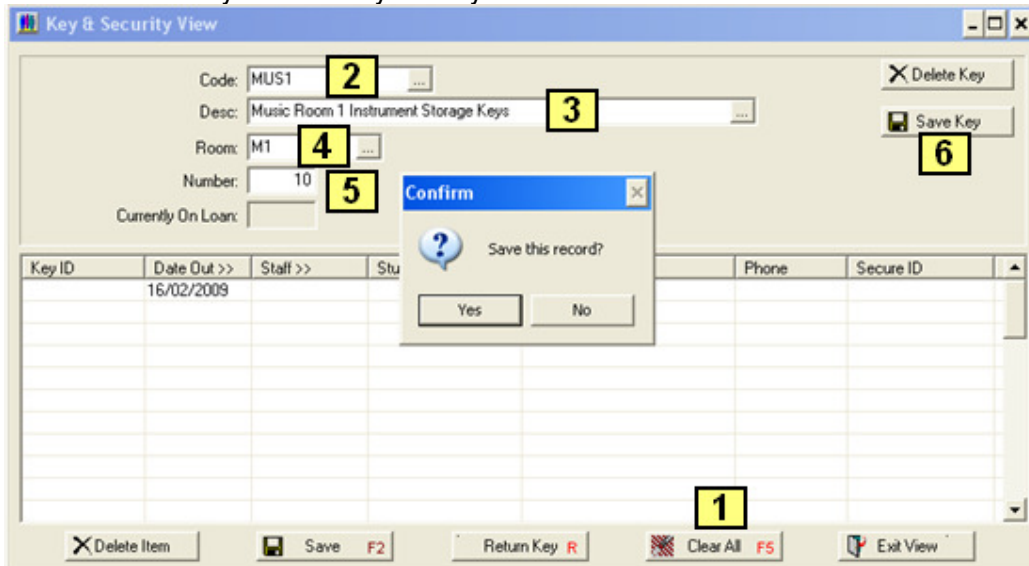 Key & Security View
Code: MUS1 2 ...
Delete Key
Desc: Music Room 1 Instrument Storage Keys 3 ...
Save Key
6
Room: M1 4 ...
Number: 10 5
Currently On Loan:
Confirm
Save this record?
Yes No
Key ID Date Out >> Staff >> Stu Phone Secure ID
16/02/2009
1
Delete Item Save F2 Return Key R Clear All F5 Exit View